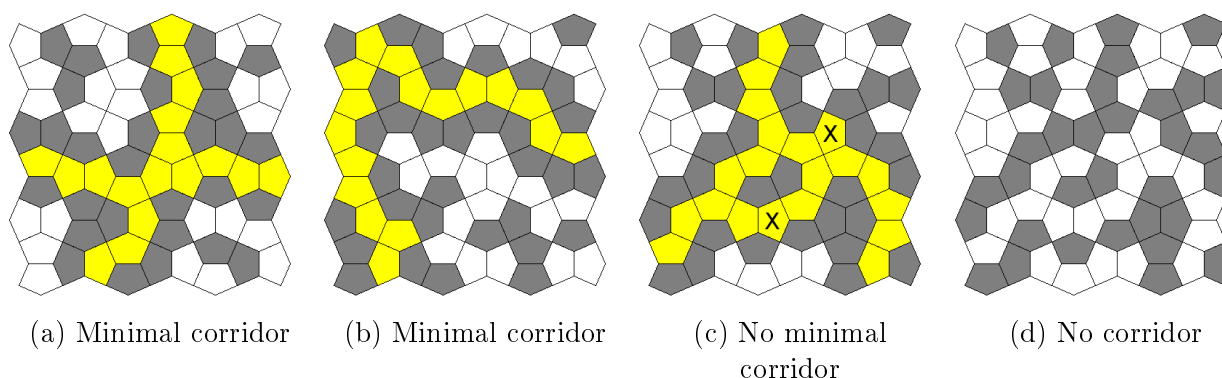 X
X
(a) Minimal corridor
(b) Minimal corridor
(c) No minimal
corridor
(d) No corridor